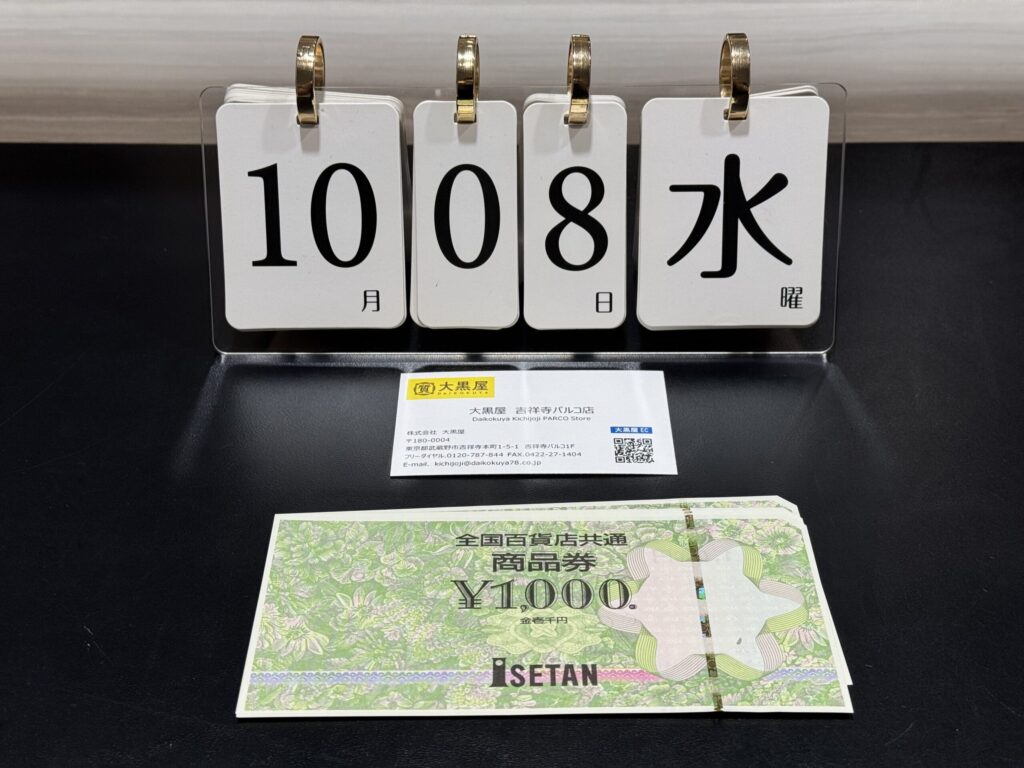 10月
0
8日
水曜
質 大黒屋
DAIKOKUYA
大黒屋 吉祥寺パルコ店
Daikokuya Kichijoji PARCO Store
株式会社 大黒屋
〒180-0004
東京都武蔵野市吉祥寺本町1-5-1 吉祥寺パルコ1F
フリーダイヤル.0120-787-844 FAX.0422-27-1404
E-mail. kichijoji@daikokuya78.co.jp
大黒屋 EC
全国百貨店共通
商品券
¥1,000
金壱千円
ISETAN